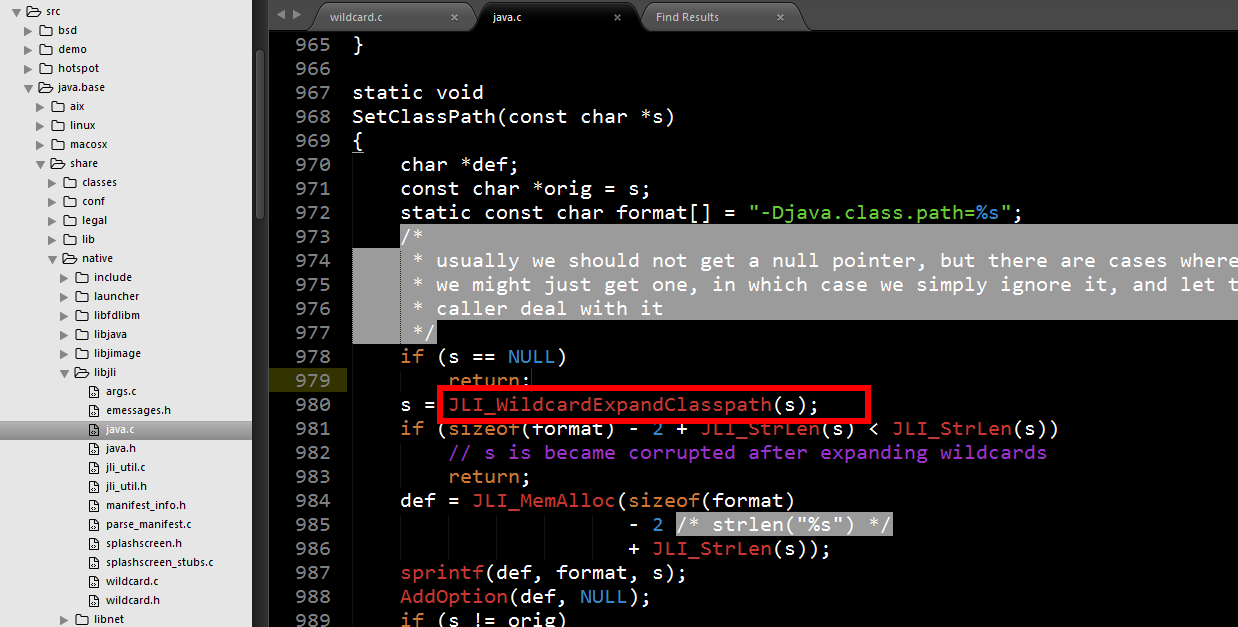 src
bsd
demo
hotspot
java.base
aix
linux
macosx
share
classes
conf
legal
lib
native
include
launcher
libfdlibm
libjava
libjimage
libjli
args.c
emessages.h
java.c
java.h
jli_util.c
jli_util.h
manifest_info.h
parse_manifest.c
splashscreen.h
splashscreen_stubs.c
wildcard.c
wildcard.h
libnet
wildcard.c × java.c × Find Results ×
965 }
966
967 static void
968 SetClassPath(const char *s)
969 {
970 char *def;
971 const char *orig = s;
972 static const char format[] = "-Djava.class.path=%s";
973 /*
974 * usually we should not get a null pointer, but there are cases where
975 * we might just get one, in which case we simply ignore it, and let t
976 * caller deal with it
977 */
978 if (s == NULL)
979 return;
980 s = JLI_WildcardExpandClasspath(s);
981 if (sizeof(format) - 2 + JLI_StrLen(s) < JLI_StrLen(s))
982 // s is became corrupted after expanding wildcards
983 return;
984 def = JLI_MemAlloc(sizeof(format)
985 - 2 /* strlen("%s") */
986 + JLI_StrLen(s));
987 sprintf(def, format, s);
988 AddOption(def, NULL);
989 if (s != orig)